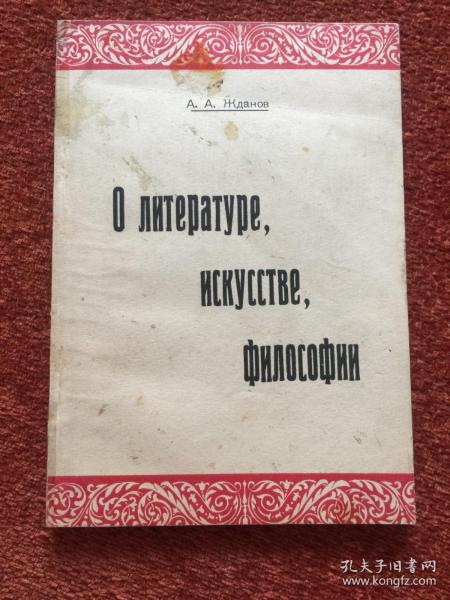 А. А. Жданов
О литературе,
искусстве,
философии
孔夫子旧书网
www.kongfz.com